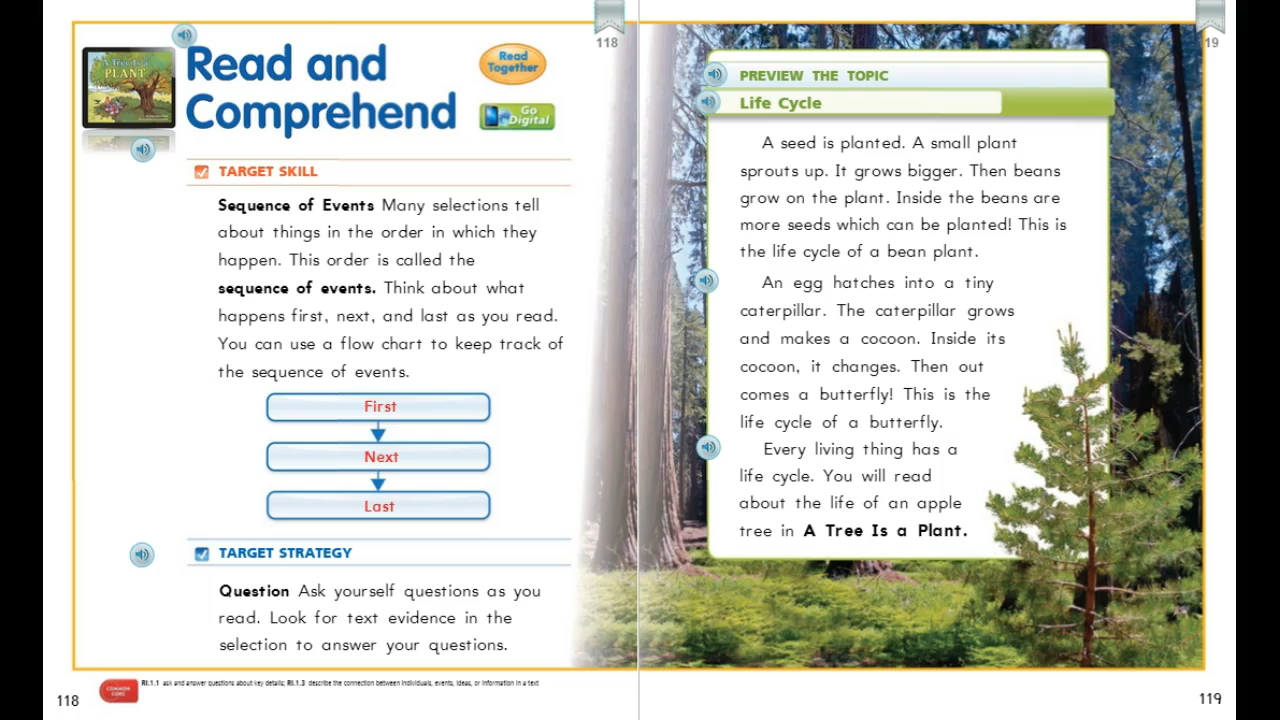 118
A Tree Is a
PLANT
Read and
Comprehend
Read
Together
Go
Digital
TARGET SKILL
Sequence of Events Many selections tell
about things in the order in which they
happen. This order is called the
sequence of events. Think about what
happens first, next, and last as you read.
You can use a flow chart to keep track of
the sequence of events.
First
Next
Last
TARGET STRATEGY
Question Ask yourself questions as you
read. Look for text evidence in the
selection to answer your questions.
COMMON
CORE
RI.1.1 ask and answer questions about key details; RI.1.3 describe the connection between individuals, events, ideas, or information in a text
118
19
PREVIEW THE TOPIC
Life Cycle
A seed is planted. A small plant
sprouts up. It grows bigger. Then beans
grow on the plant. Inside the beans are
more seeds which can be planted! This is
the life cycle of a bean plant.
An egg hatches into a tiny
caterpillar. The caterpillar grows
and makes a cocoon. Inside its
cocoon, it changes. Then out
comes a butterfly! This is the
life cycle of a butterfly.
Every living thing has a
life cycle. You will read
about the life of an apple
tree in A Tree Is a Plant.
119